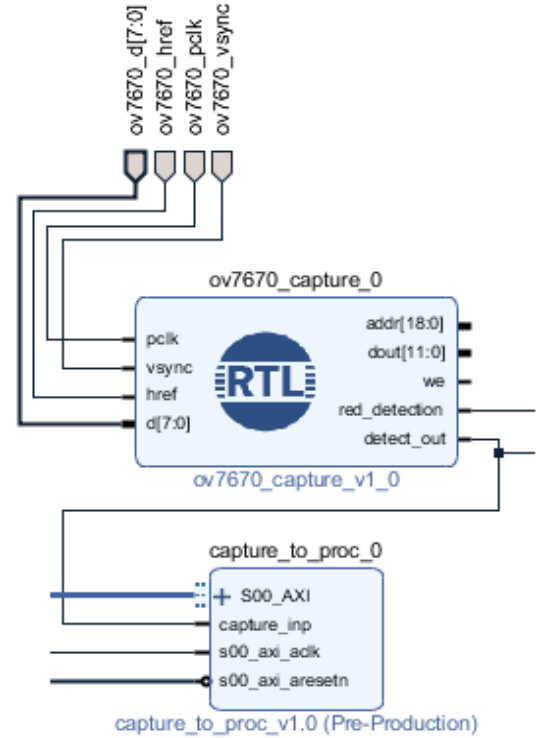 ov7670_d[7:0]
ov7670_href
ov7670_pclk
ov7670_vsync
ov7670_capture_0
pclk
vsync
href
d[7:0]
RTL
addr[18:0]
dout[11:0]
we
red_detection
detect_out
ov7670_capture_v1_0
capture_to_proc_0
S00_AXI
capture_inp
s00_axi_aclk
s00_axi_aresetn
capture_to_proc_v1.0 (Pre-Production)